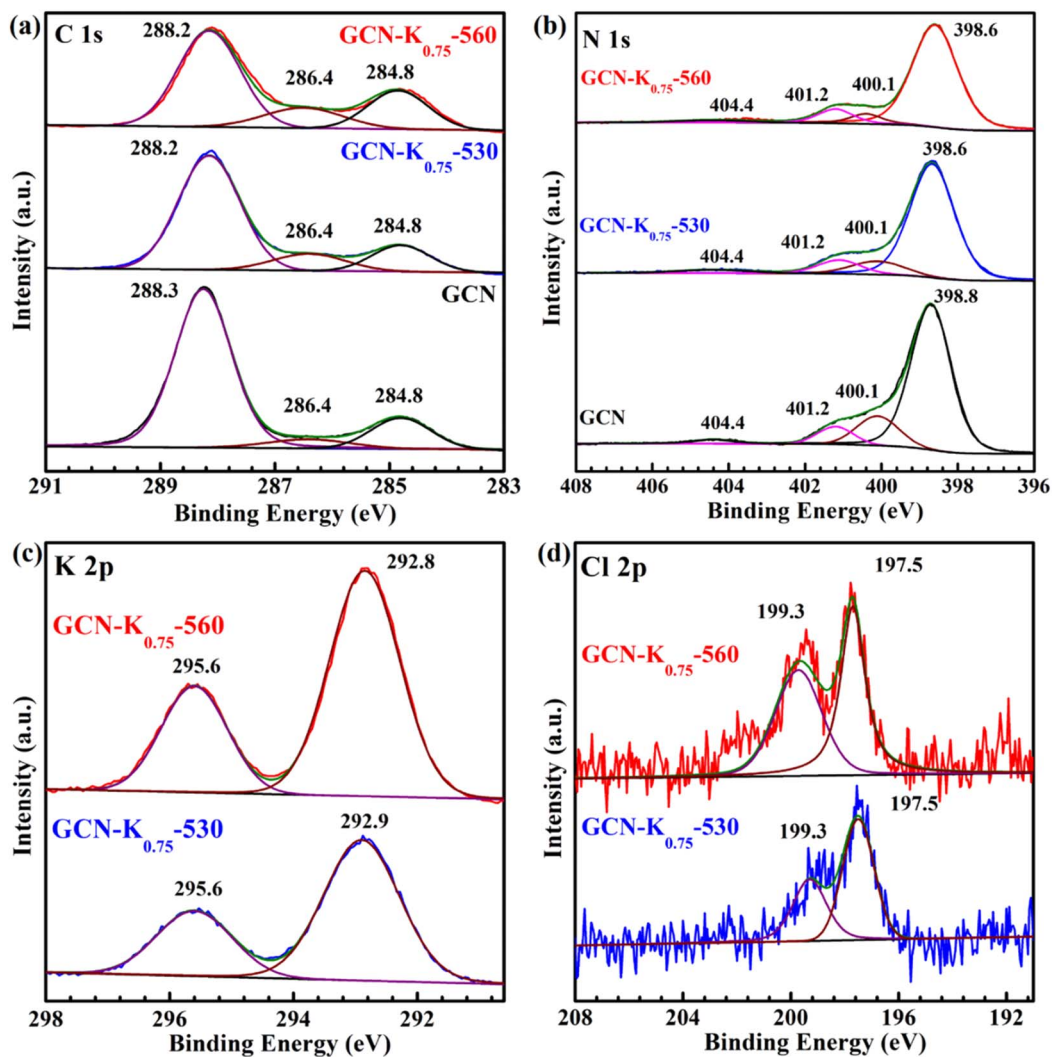 (a) C 1s
288.2
GCN-K0.75-560
286.4
284.8
288.2
GCN-K0.75-530
286.4
284.8
288.3
GCN
286.4
284.8
Intensity (a.u.)
291 289 287 285 283
Binding Energy (eV)
(b) N 1s
398.6
GCN-K0.75-560
404.4
401.2
400.1
398.6
GCN-K0.75-530
404.4
401.2
400.1
398.8
GCN
404.4
401.2
400.1
Intensity (a.u.)
408 406 404 402 400 398 396
Binding Energy (eV)
(c) K 2p
292.8
GCN-K0.75-560
295.6
GCN-K0.75-530
292.9
295.6
Intensity (a.u.)
298 296 294 292
Binding Energy (eV)
(d) Cl 2p
197.5
199.3
GCN-K0.75-560
197.5
GCN-K0.75-530
199.3
Intensity (a.u.)
208 204 200 196 192
Binding Energy (eV)